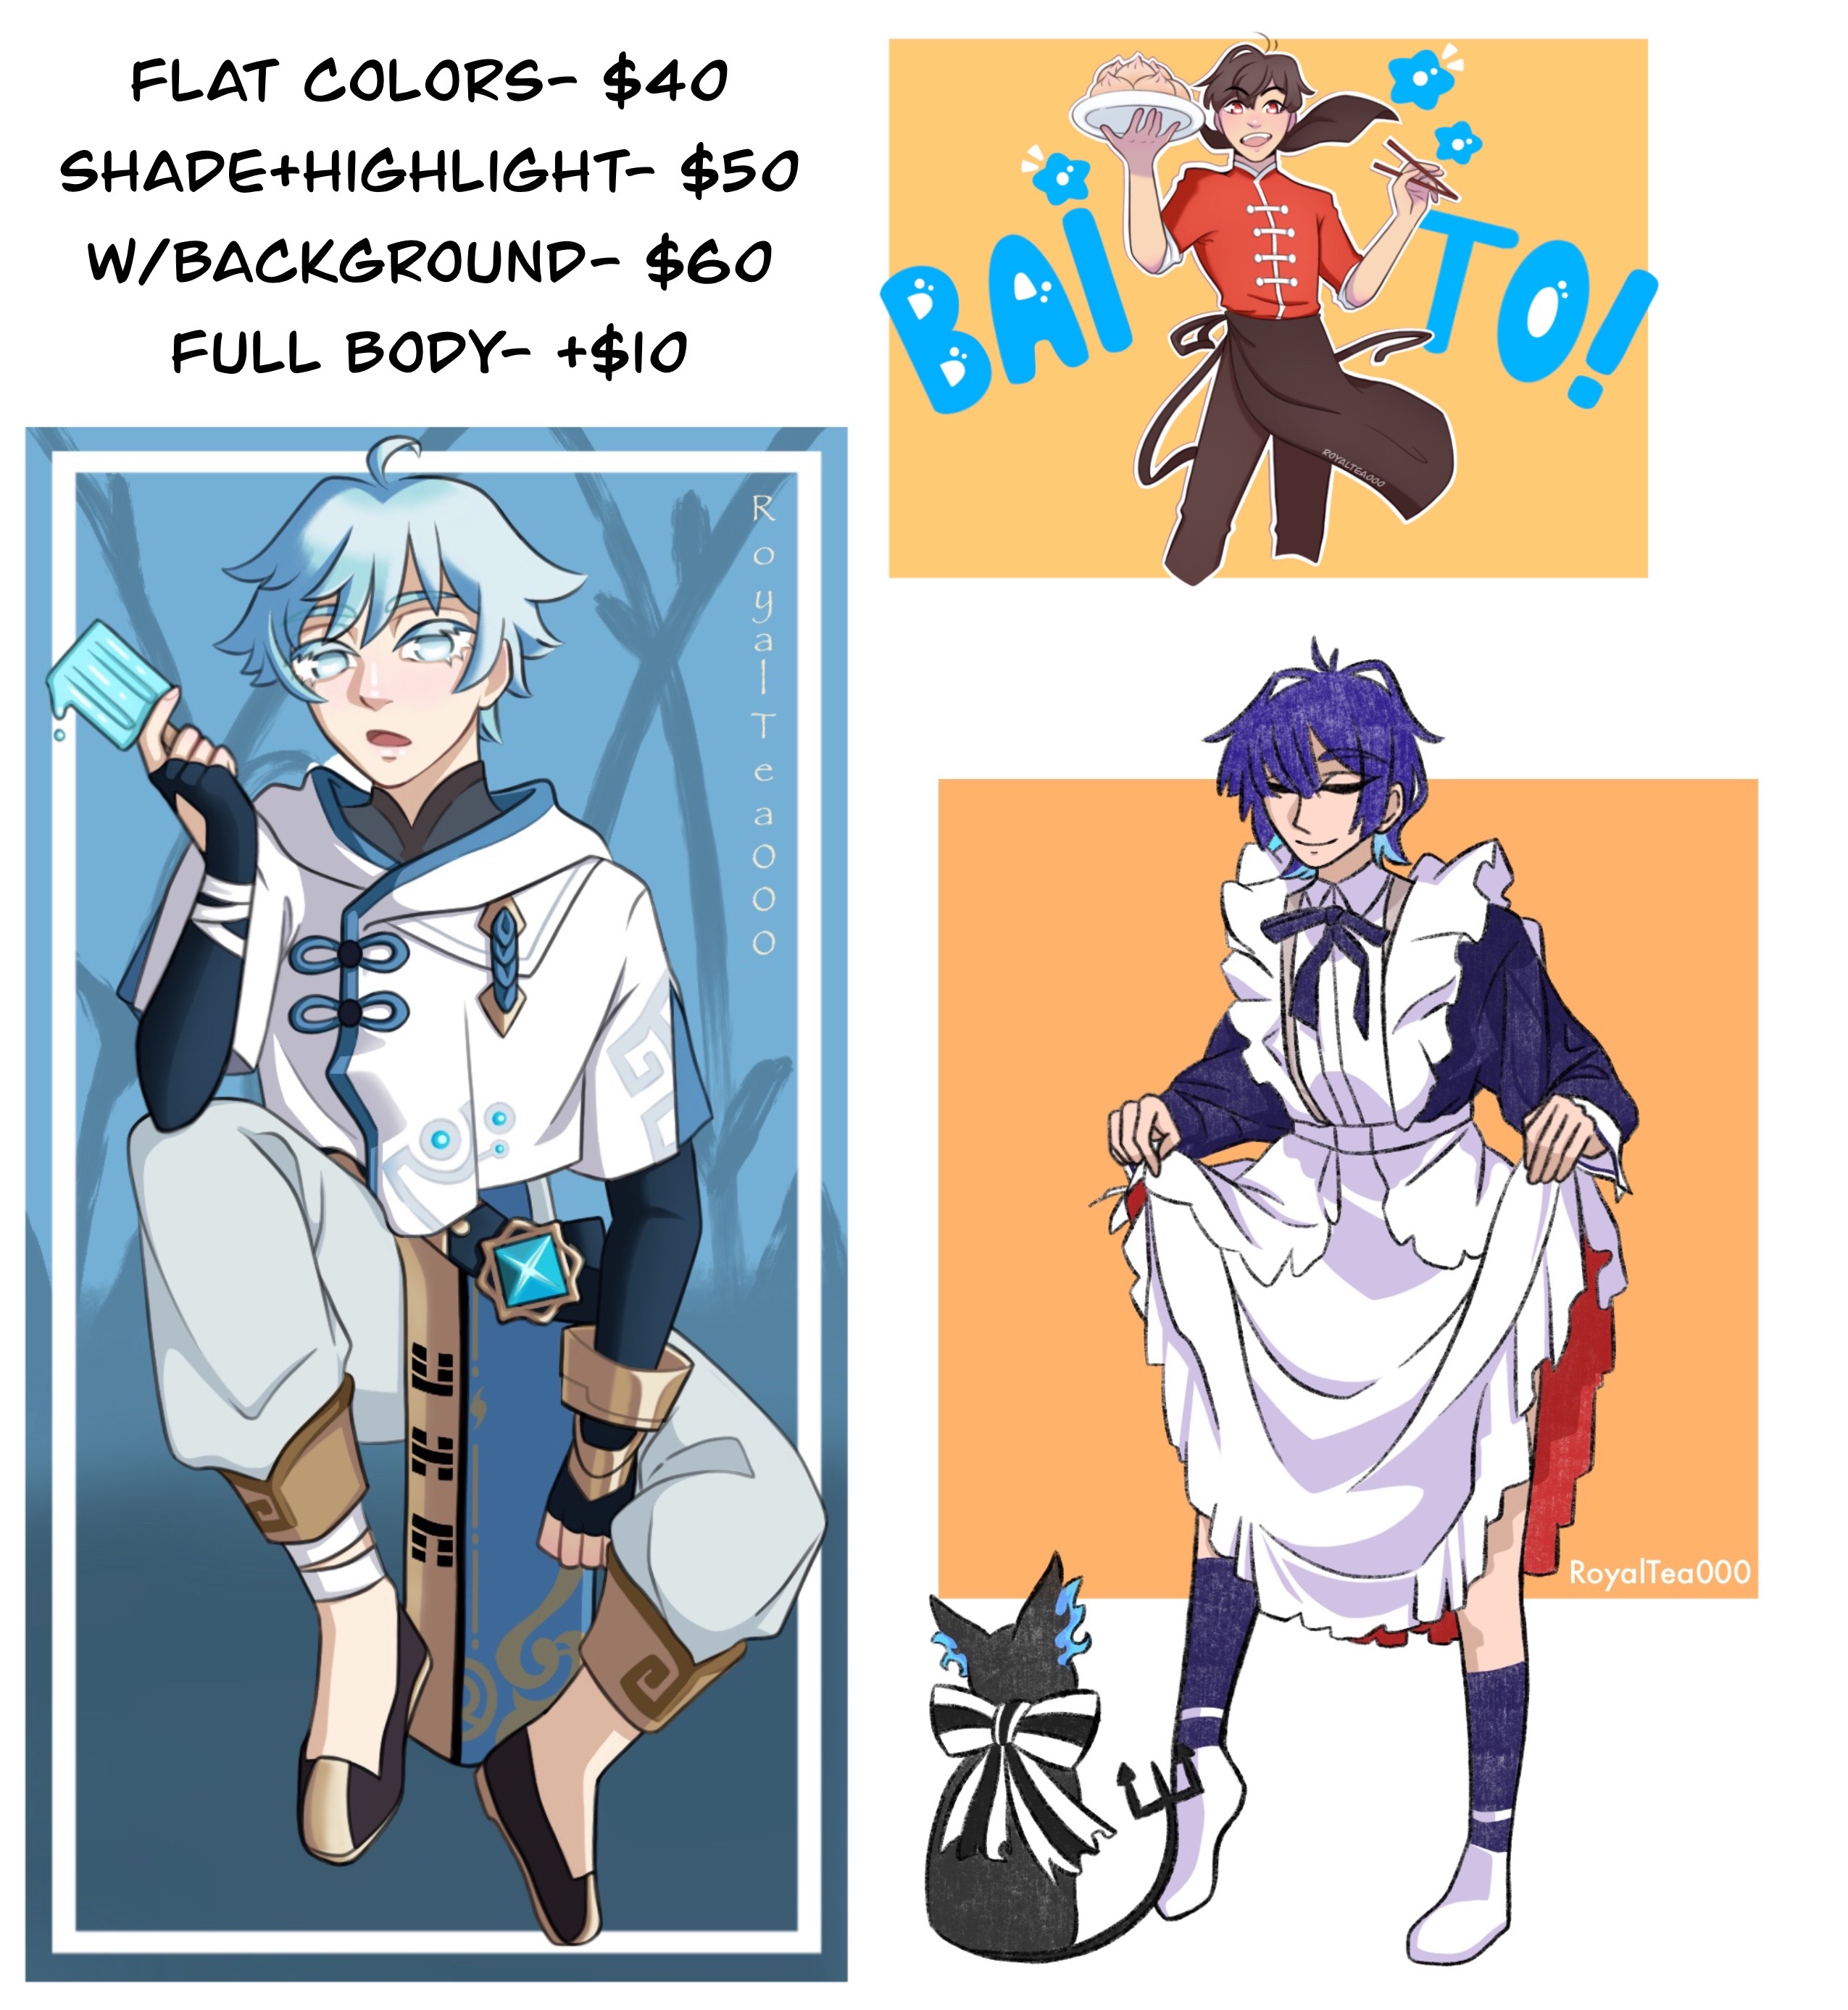 FLAT COLORS- $40
SHADE+HIGHLIGHT- $50
W/BACKGROUND- $60
FULL BODY- +$10
BAITO!
ROYALTEA000
RoyalTea000
RoyalTea000